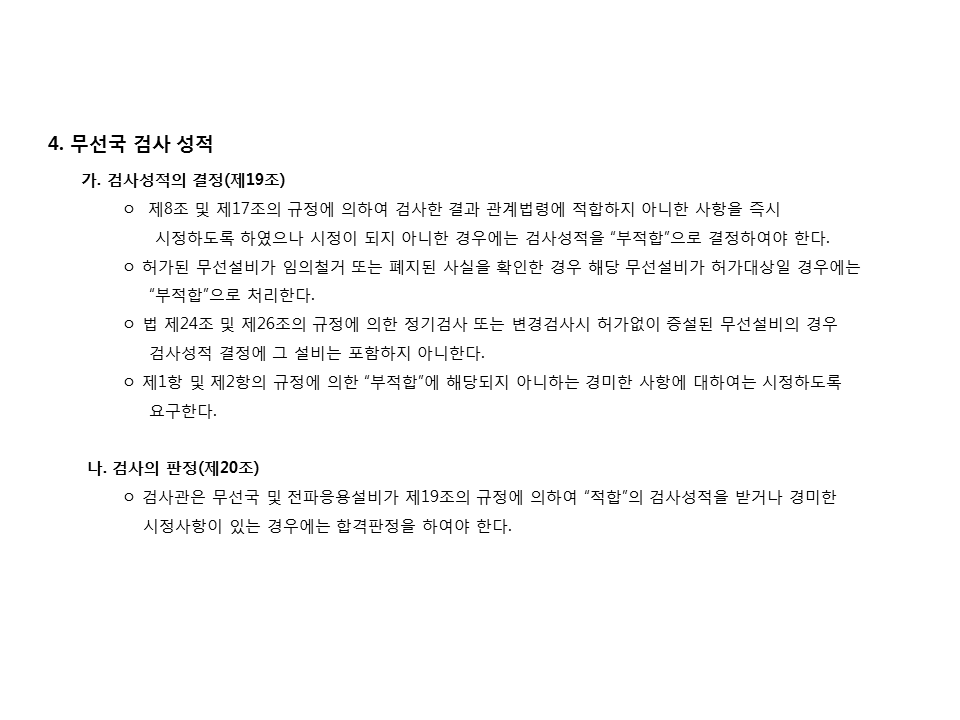 4. 무선국 검사 성적
가. 검사성적의 결정(제19조)
ㅇ 제8조 및 제17조의 규정에 의하여 검사한 결과 관계법령에 적합하지 아니한 사항을 즉시
시정하도록 하였으나 시정이 되지 아니한 경우에는 검사성적을 “부적합”으로 결정하여야 한다.
ㅇ 허가된 무선설비가 임의철거 또는 폐지된 사실을 확인한 경우 해당 무선설비가 허가대상일 경우에는
“부적합”으로 처리한다.
ㅇ 법 제24조 및 제26조의 규정에 의한 정기검사 또는 변경검사시 허가없이 증설된 무선설비의 경우
검사성적 결정에 그 설비는 포함하지 아니한다.
ㅇ 제1항 및 제2항의 규정에 의한 “부적합”에 해당되지 아니하는 경미한 사항에 대하여는 시정하도록
요구한다.
나. 검사의 판정(제20조)
ㅇ 검사관은 무선국 및 전파응용설비가 제19조의 규정에 의하여 “적합”의 검사성적을 받거나 경미한
시정사항이 있는 경우에는 합격판정을 하여야 한다.